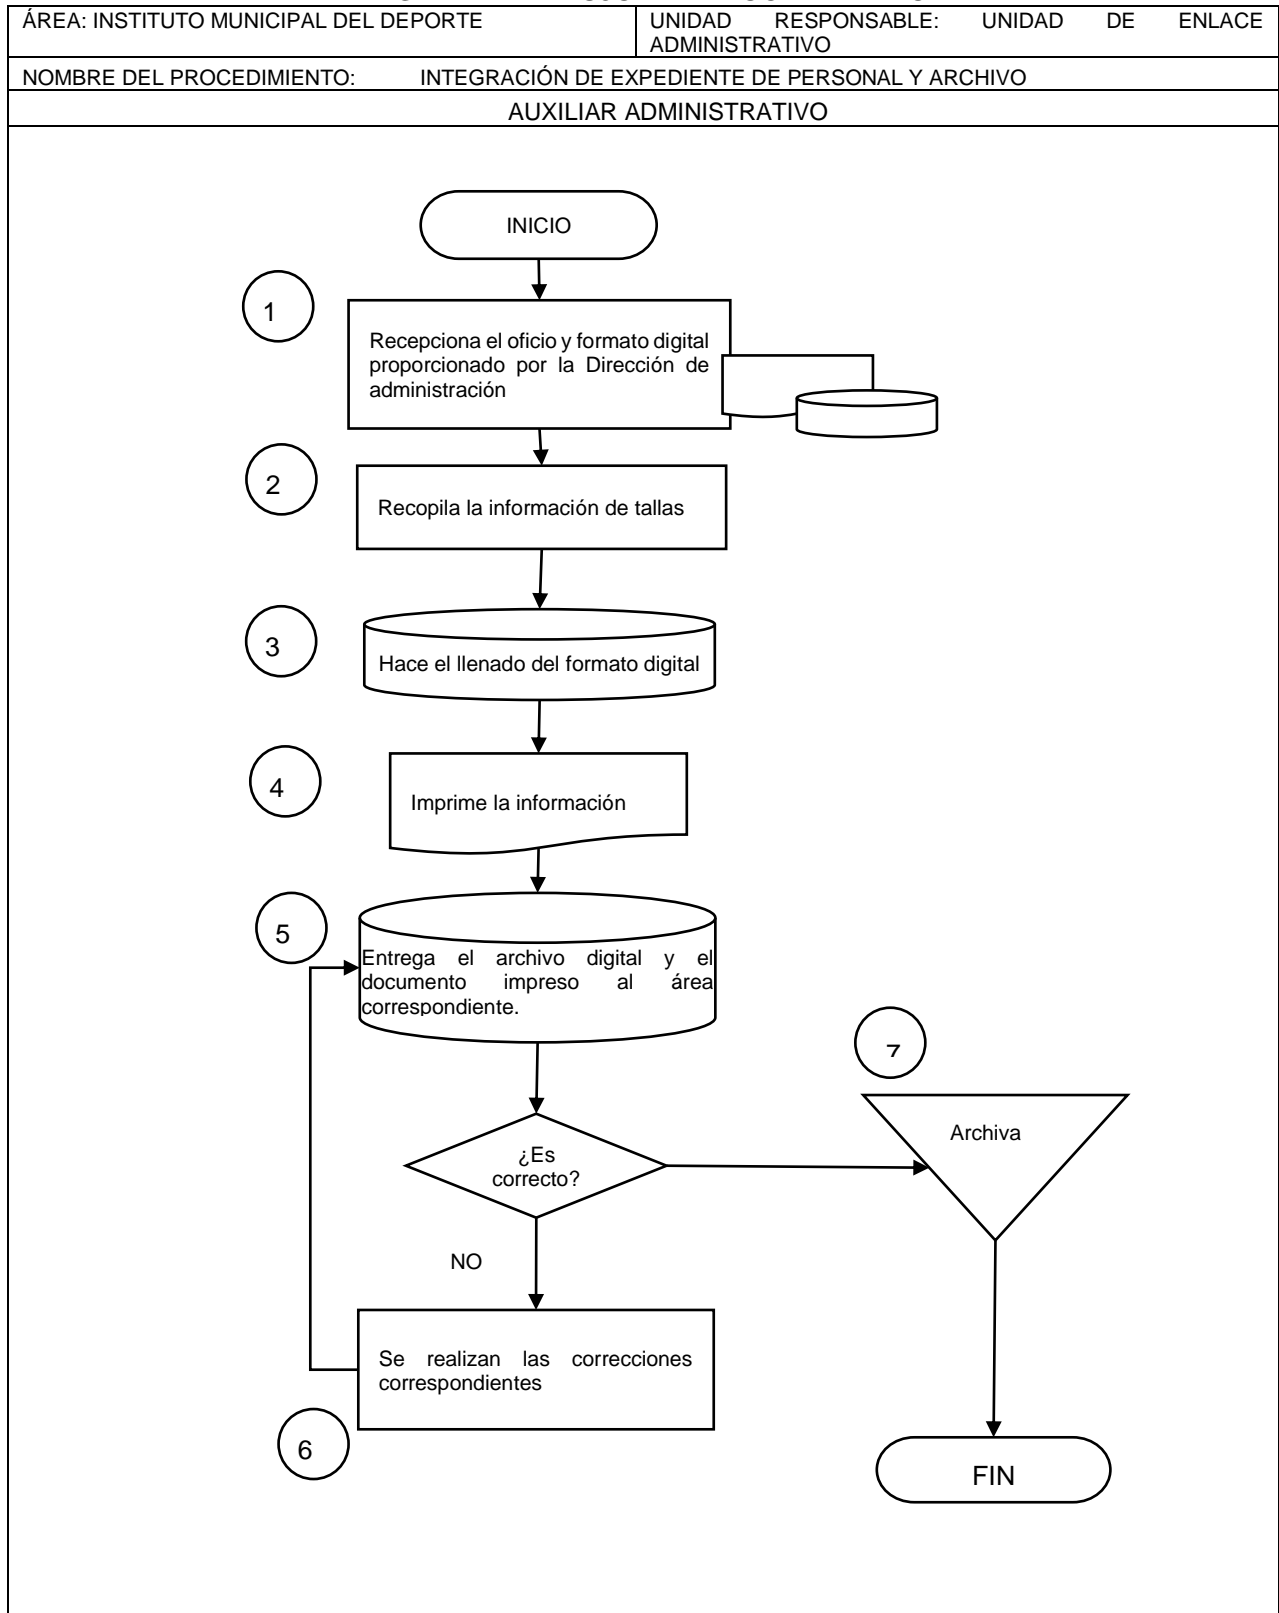 ÁREA: INSTITUTO MUNICIPAL DEL DEPORTE
UNIDAD RESPONSABLE: UNIDAD DE ENLACE
ADMINISTRATIVO
NOMBRE DEL PROCEDIMIENTO: INTEGRACIÓN DE EXPEDIENTE DE PERSONAL Y ARCHIVO
AUXILIAR ADMINISTRATIVO
INICIO
1
Recepciona el oficio y formato digital
proporcionado por la Dirección de
administración
2
Recopila la información de tallas
3
Hace el llenado del formato digital
4
Imprime la información
5
Entrega el archivo digital y el
documento impreso al área
correspondiente.
7
Archiva
¿Es
correcto?
NO
Se realizan las correcciones
correspondientes
6
FIN